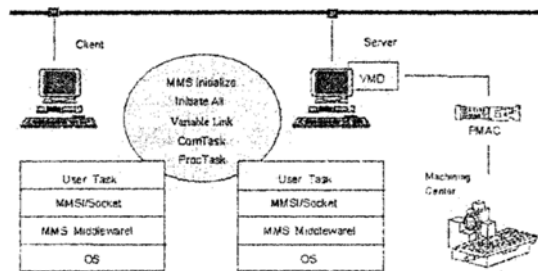 Client
Server
MMS Initialize
Initiate All
Variable Link
ComTask
ProcTask
VMD
PMAC
Machining
Center
User Task
MMSI/Socket
MMS Middleware
OS
User Task
MMSI/Socket
MMS Middleware
OS